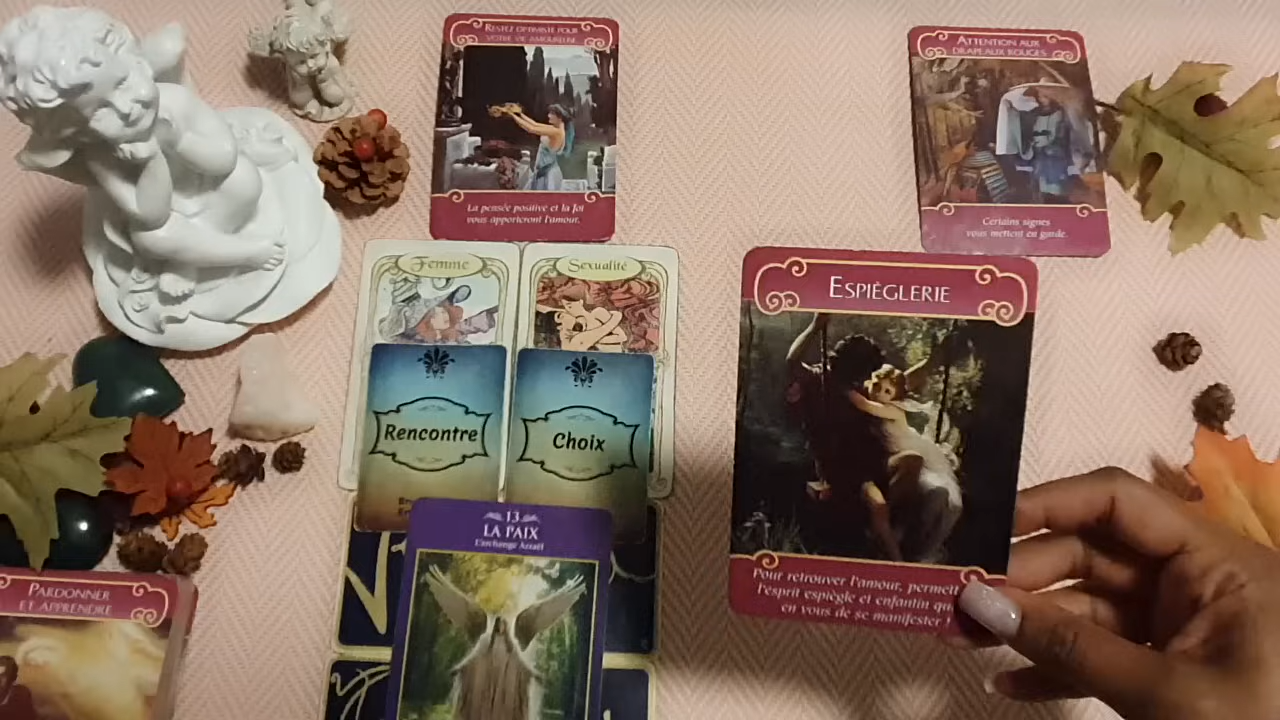 RESTEZ OPTIMISTE POUR
VOTRE VIE AMOUREUSE
La pensée positive et la foi
vous apporteront l'amour.
ATTENTION AUX
DRAPEAUX ROUGES
Certains signes
vous mettent en garde.
Femme
Sexualité
ESPIÈGLERIE
Rencontre
Choix
13
LA PAIX
L'archange Azraël
Pour retrouver l'amour, permett
l'esprit espiègle et enfantin qu
en vous de se manifester !
PARDONNER
ET APPRENDRE